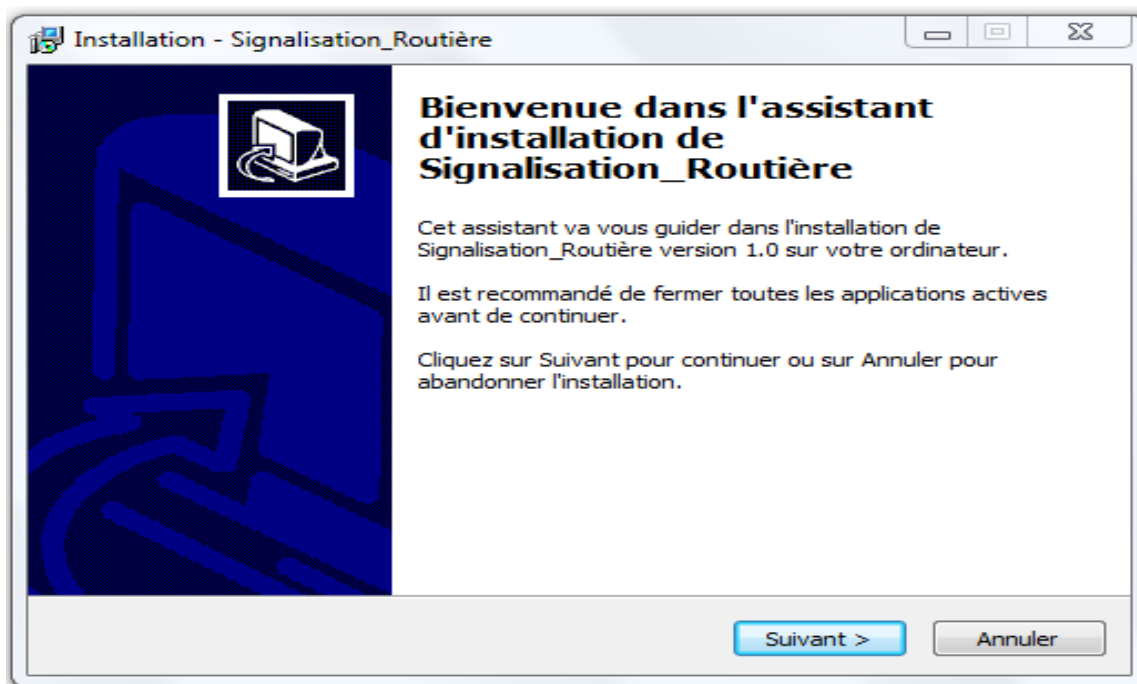 Installation - Signalisation_Routière
Bienvenue dans l'assistant
d'installation de
Signalisation_Routière
Cet assistant va vous guider dans l'installation de
Signalisation_Routière version 1.0 sur votre ordinateur.
Il est recommandé de fermer toutes les applications actives
avant de continuer.
Cliquez sur Suivant pour continuer ou sur Annuler pour
abandonner l'installation.
Suivant >
Annuler